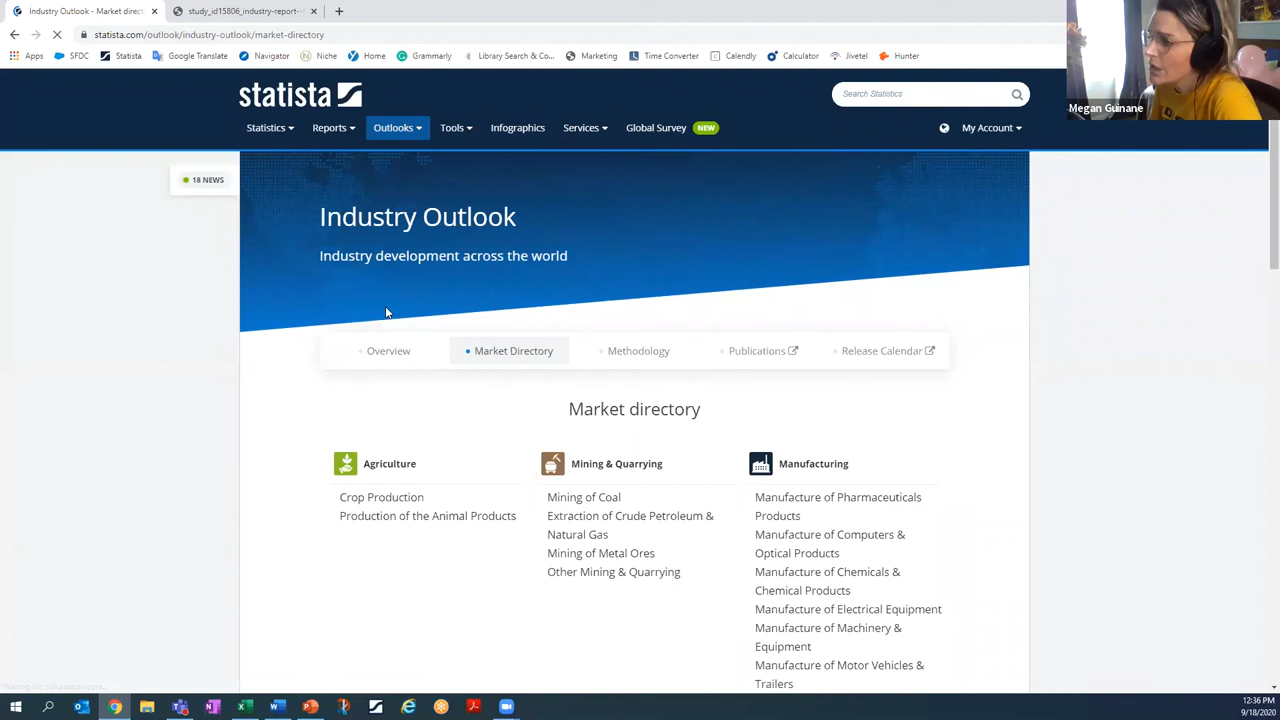 Industry Outlook - Market direct
study_id15806_industry-report--
statista.com/outlook/industry-outlook/market-directory
Apps
SFDC
Statista
Google Translate
Navigator
Niche
Home
Grammarly
Library Search & Co...
Marketing
Time Converter
Calendly
Calculator
Jivetel
Hunter
Megan Guinane
statista
Search Statistics
Statistics
Reports
Outlooks
Tools
Infographics
Services
Global Survey
NEW
My Account
18 NEWS
Industry Outlook
Industry development across the world
Overview
Market Directory
Methodology
Publications
Release Calendar
Market directory
Agriculture
Crop Production
Production of the Animal Products
Mining & Quarrying
Mining of Coal
Extraction of Crude Petroleum &
Natural Gas
Mining of Metal Ores
Other Mining & Quarrying
Manufacturing
Manufacture of Pharmaceuticals
Products
Manufacture of Computers &
Optical Products
Manufacture of Chemicals &
Chemical Products
Manufacture of Electrical Equipment
Manufacture of Machinery &
Equipment
Manufacture of Motor Vehicles &
Trailers
12:36 PM
9/18/2020